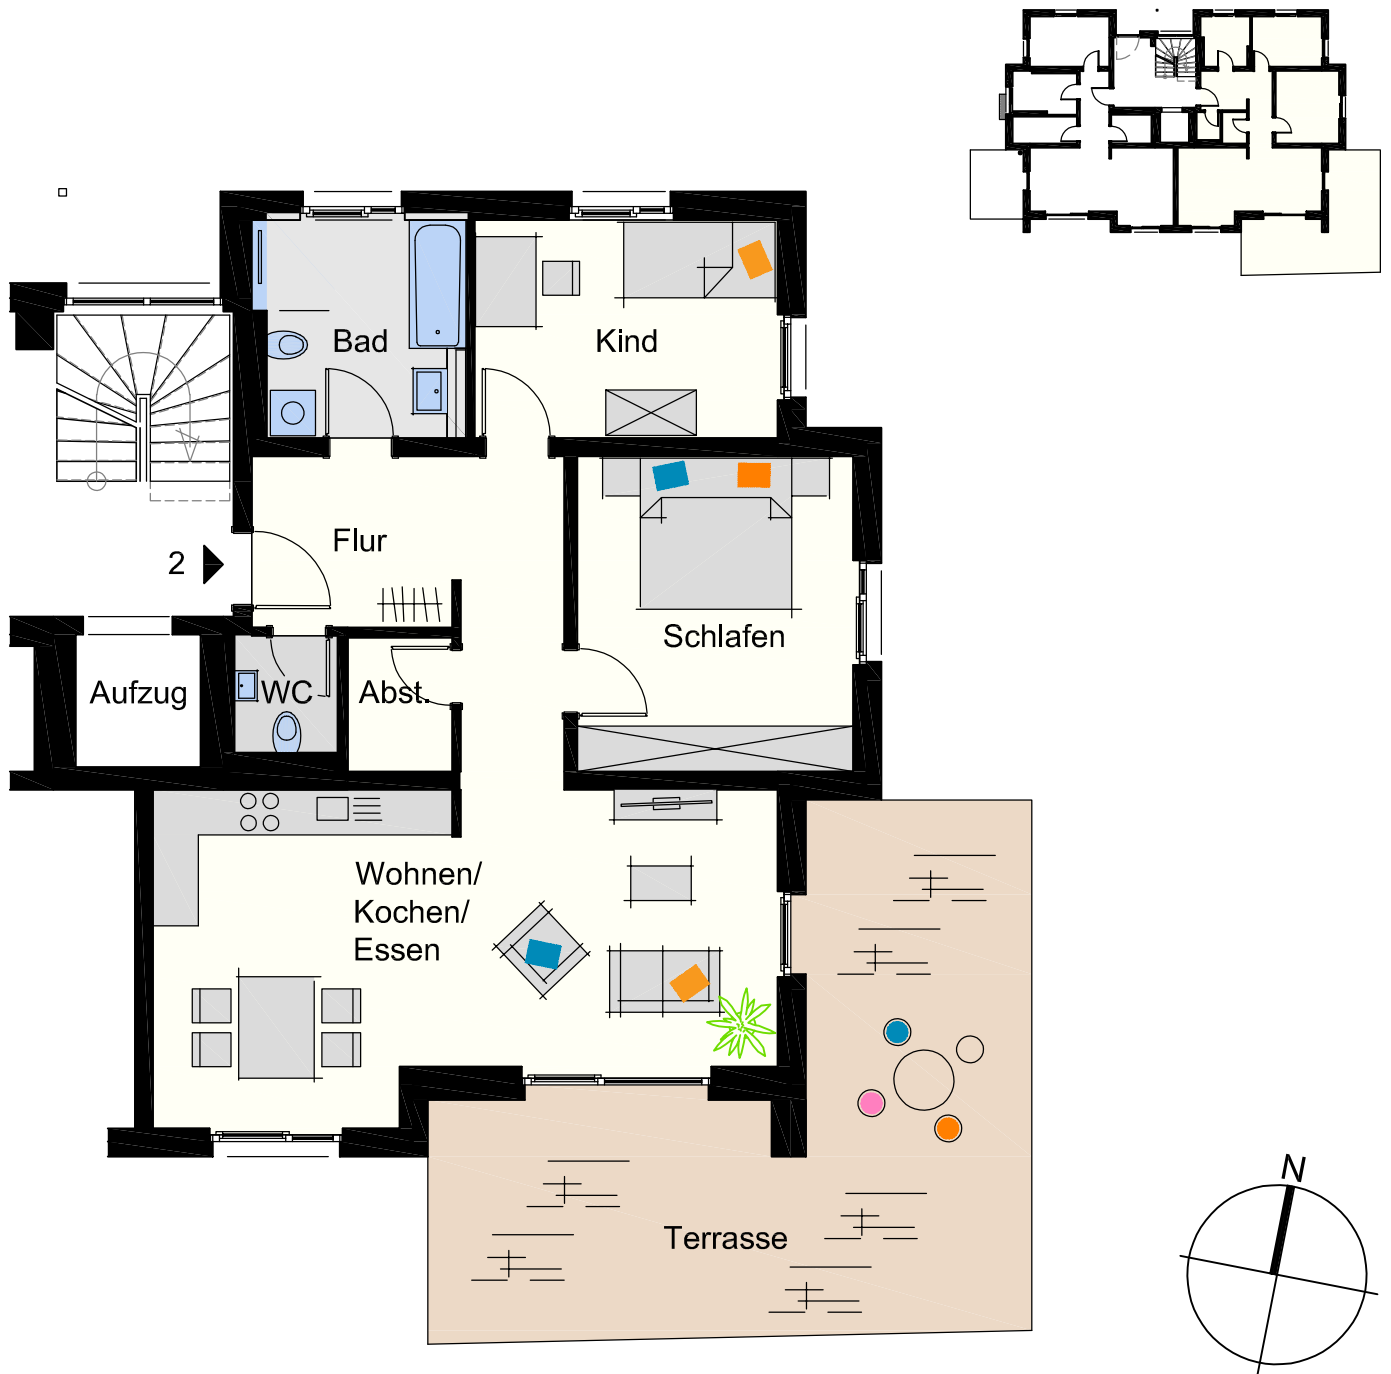 Bad
Kind
Flur
2
Schlafen
Aufzug
WC
Abst.
Wohnen/
Kochen/
Essen
Terrasse
N